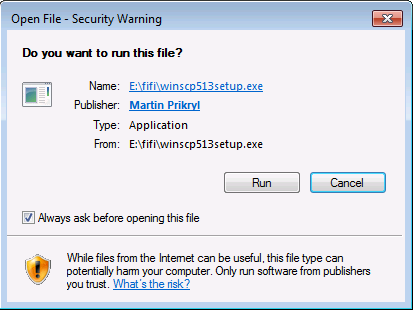 Open File - Security Warning
Do you want to run this file?
Name: E:\fifi\winscp513setup.exe
Publisher: Martin Prikryl
Type: Application
From: E:\fifi\winscp513setup.exe
Run Cancel
Always ask before opening this file
While files from the Internet can be useful, this file type can
potentially harm your computer. Only run software from publishers
you trust. What's the risk?